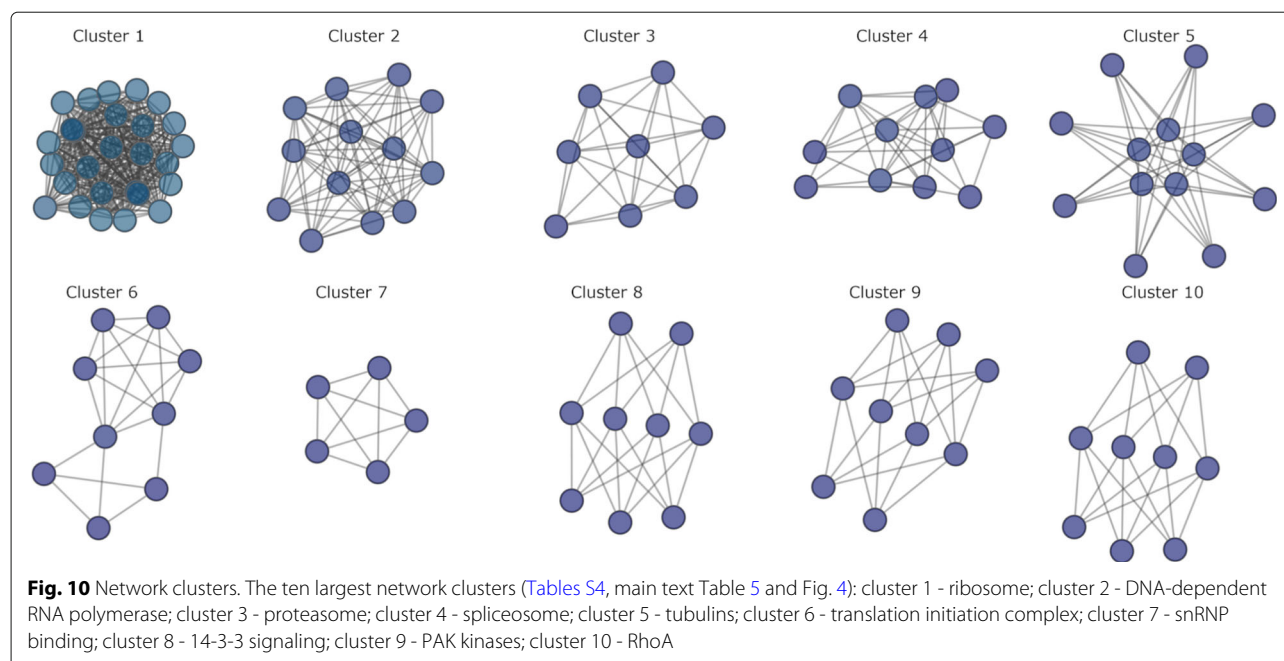 Cluster 1 Cluster 2 Cluster 3 Cluster 4 Cluster 5
Cluster 6 Cluster 7 Cluster 8 Cluster 9 Cluster 10
Fig. 10 Network clusters. The ten largest network clusters (Tables S4, main text Table 5 and Fig. 4): cluster 1 - ribosome; cluster 2 - DNA-dependent
RNA polymerase; cluster 3 - proteasome; cluster 4 - spliceosome; cluster 5 - tubulins; cluster 6 - translation initiation complex; cluster 7 - snRNP
binding; cluster 8 - 14-3-3 signaling; cluster 9 - PAK kinases; cluster 10 - RhoA